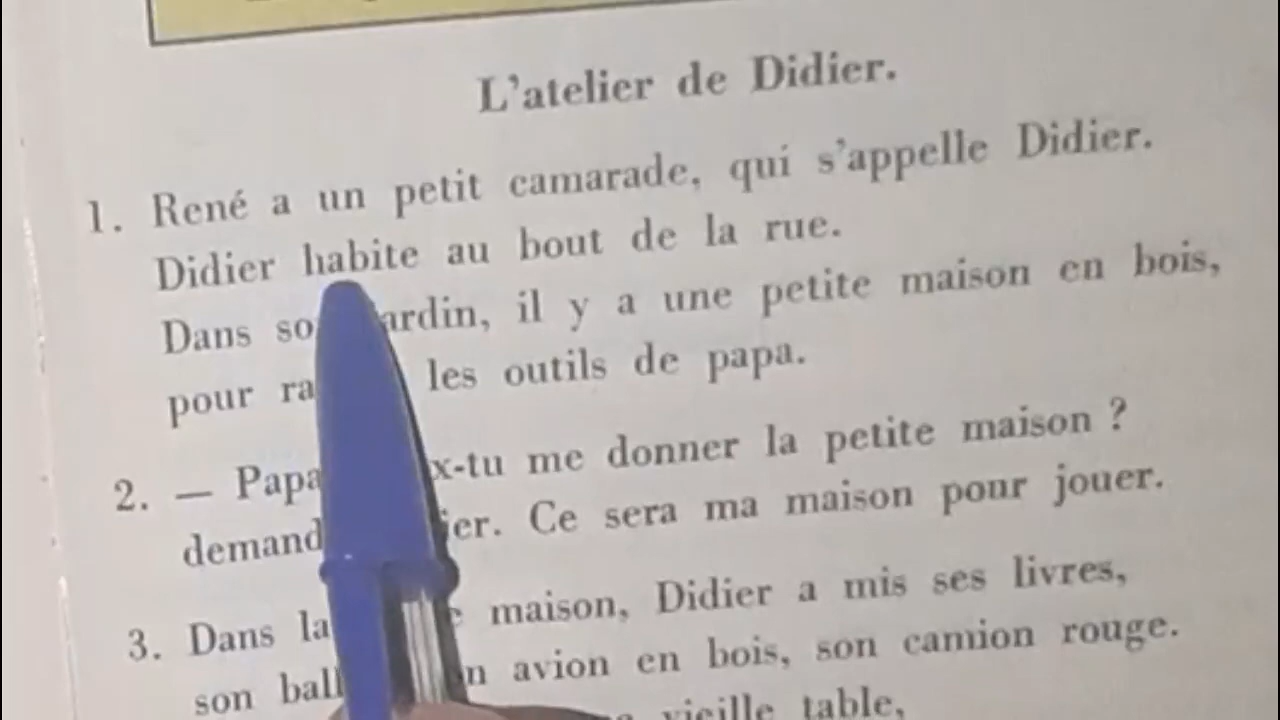 L'atelier de Didier.
1. René a un petit camarade, qui s'appelle Didier.
Didier habite au bout de la rue.
Dans so ardin, il y a une petite maison en bois,
pour ra les outils de papa.
2. — Papa x-tu me donner la petite maison ?
demand ier. Ce sera ma maison pour jouer.
3. Dans la maison, Didier a mis ses livres,
son ball n avion en bois, son camion rouge.
vieille table,